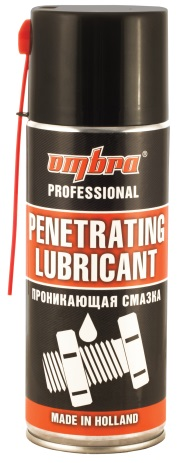 ombra®
PROFESSIONAL
PENETRATING
LUBRICANT
ПРОНИКАЮЩАЯ СМАЗКА
MADE IN HOLLAND